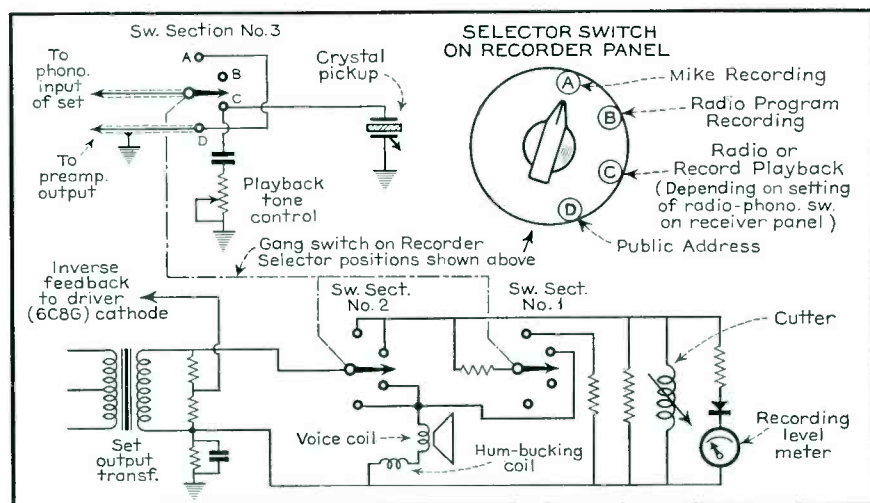 Sw. Section No.3
To
phono.
input
of set
A
B
C
D
To
preamp.
output
Crystal
pickup
Playback
tone
control
SELECTOR SWITCH
ON RECORDER PANEL
A
Mike Recording
B
Radio Program
Recording
C
Radio or
Record Playback
(Depending on setting
of radio-phono. sw.
on receiver panel)
D
Public Address
Gang switch on Recorder
Selector positions shown above
Inverse
feedback
to driver
(6C8G) cathode
Sw. Sect.
No. 2
Sw. Sect.
No. 1
Cutter
Set
output
transf.
Voice coil
Hum-bucking
coil
Recording
level
meter